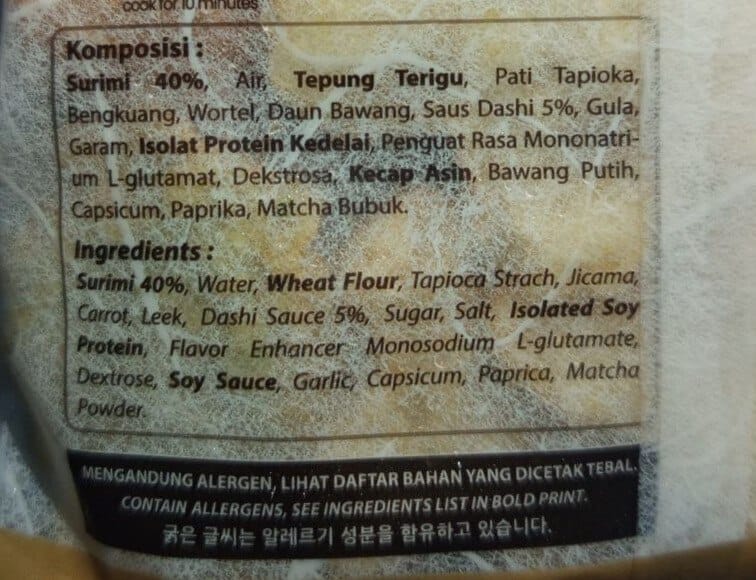 cook for 10 minutes
Komposisi :
Surimi 40%, Air, Tepung Terigu, Pati Tapioka,
Bengkuang, Wortel, Daun Bawang, Saus Dashi 5%, Gula,
Garam, Isolat Protein Kedelai, Penguat Rasa Mononatri-
um L-glutamat, Dekstrosa, Kecap Asin, Bawang Putih,
Capsicum, Paprika, Matcha Bubuk.
Ingredients :
Surimi 40%, Water, Wheat Flour, Tapioca Strach, Jicama,
Carrot, Leek, Dashi Sauce 5%, Sugar, Salt, Isolated Soy
Protein, Flavor Enhancer Monosodium L-glutamate,
Dextrose, Soy Sauce, Garlic, Capsicum, Paprica, Matcha
Powder.
MENGANDUNG ALERGEN, LIHAT DAFTAR BAHAN YANG DICETAK TEBAL.
CONTAIN ALLERGENS, SEE INGREDIENTS LIST IN BOLD PRINT.
굵은 글씨는 알레르기 성분을 함유하고 있습니다.